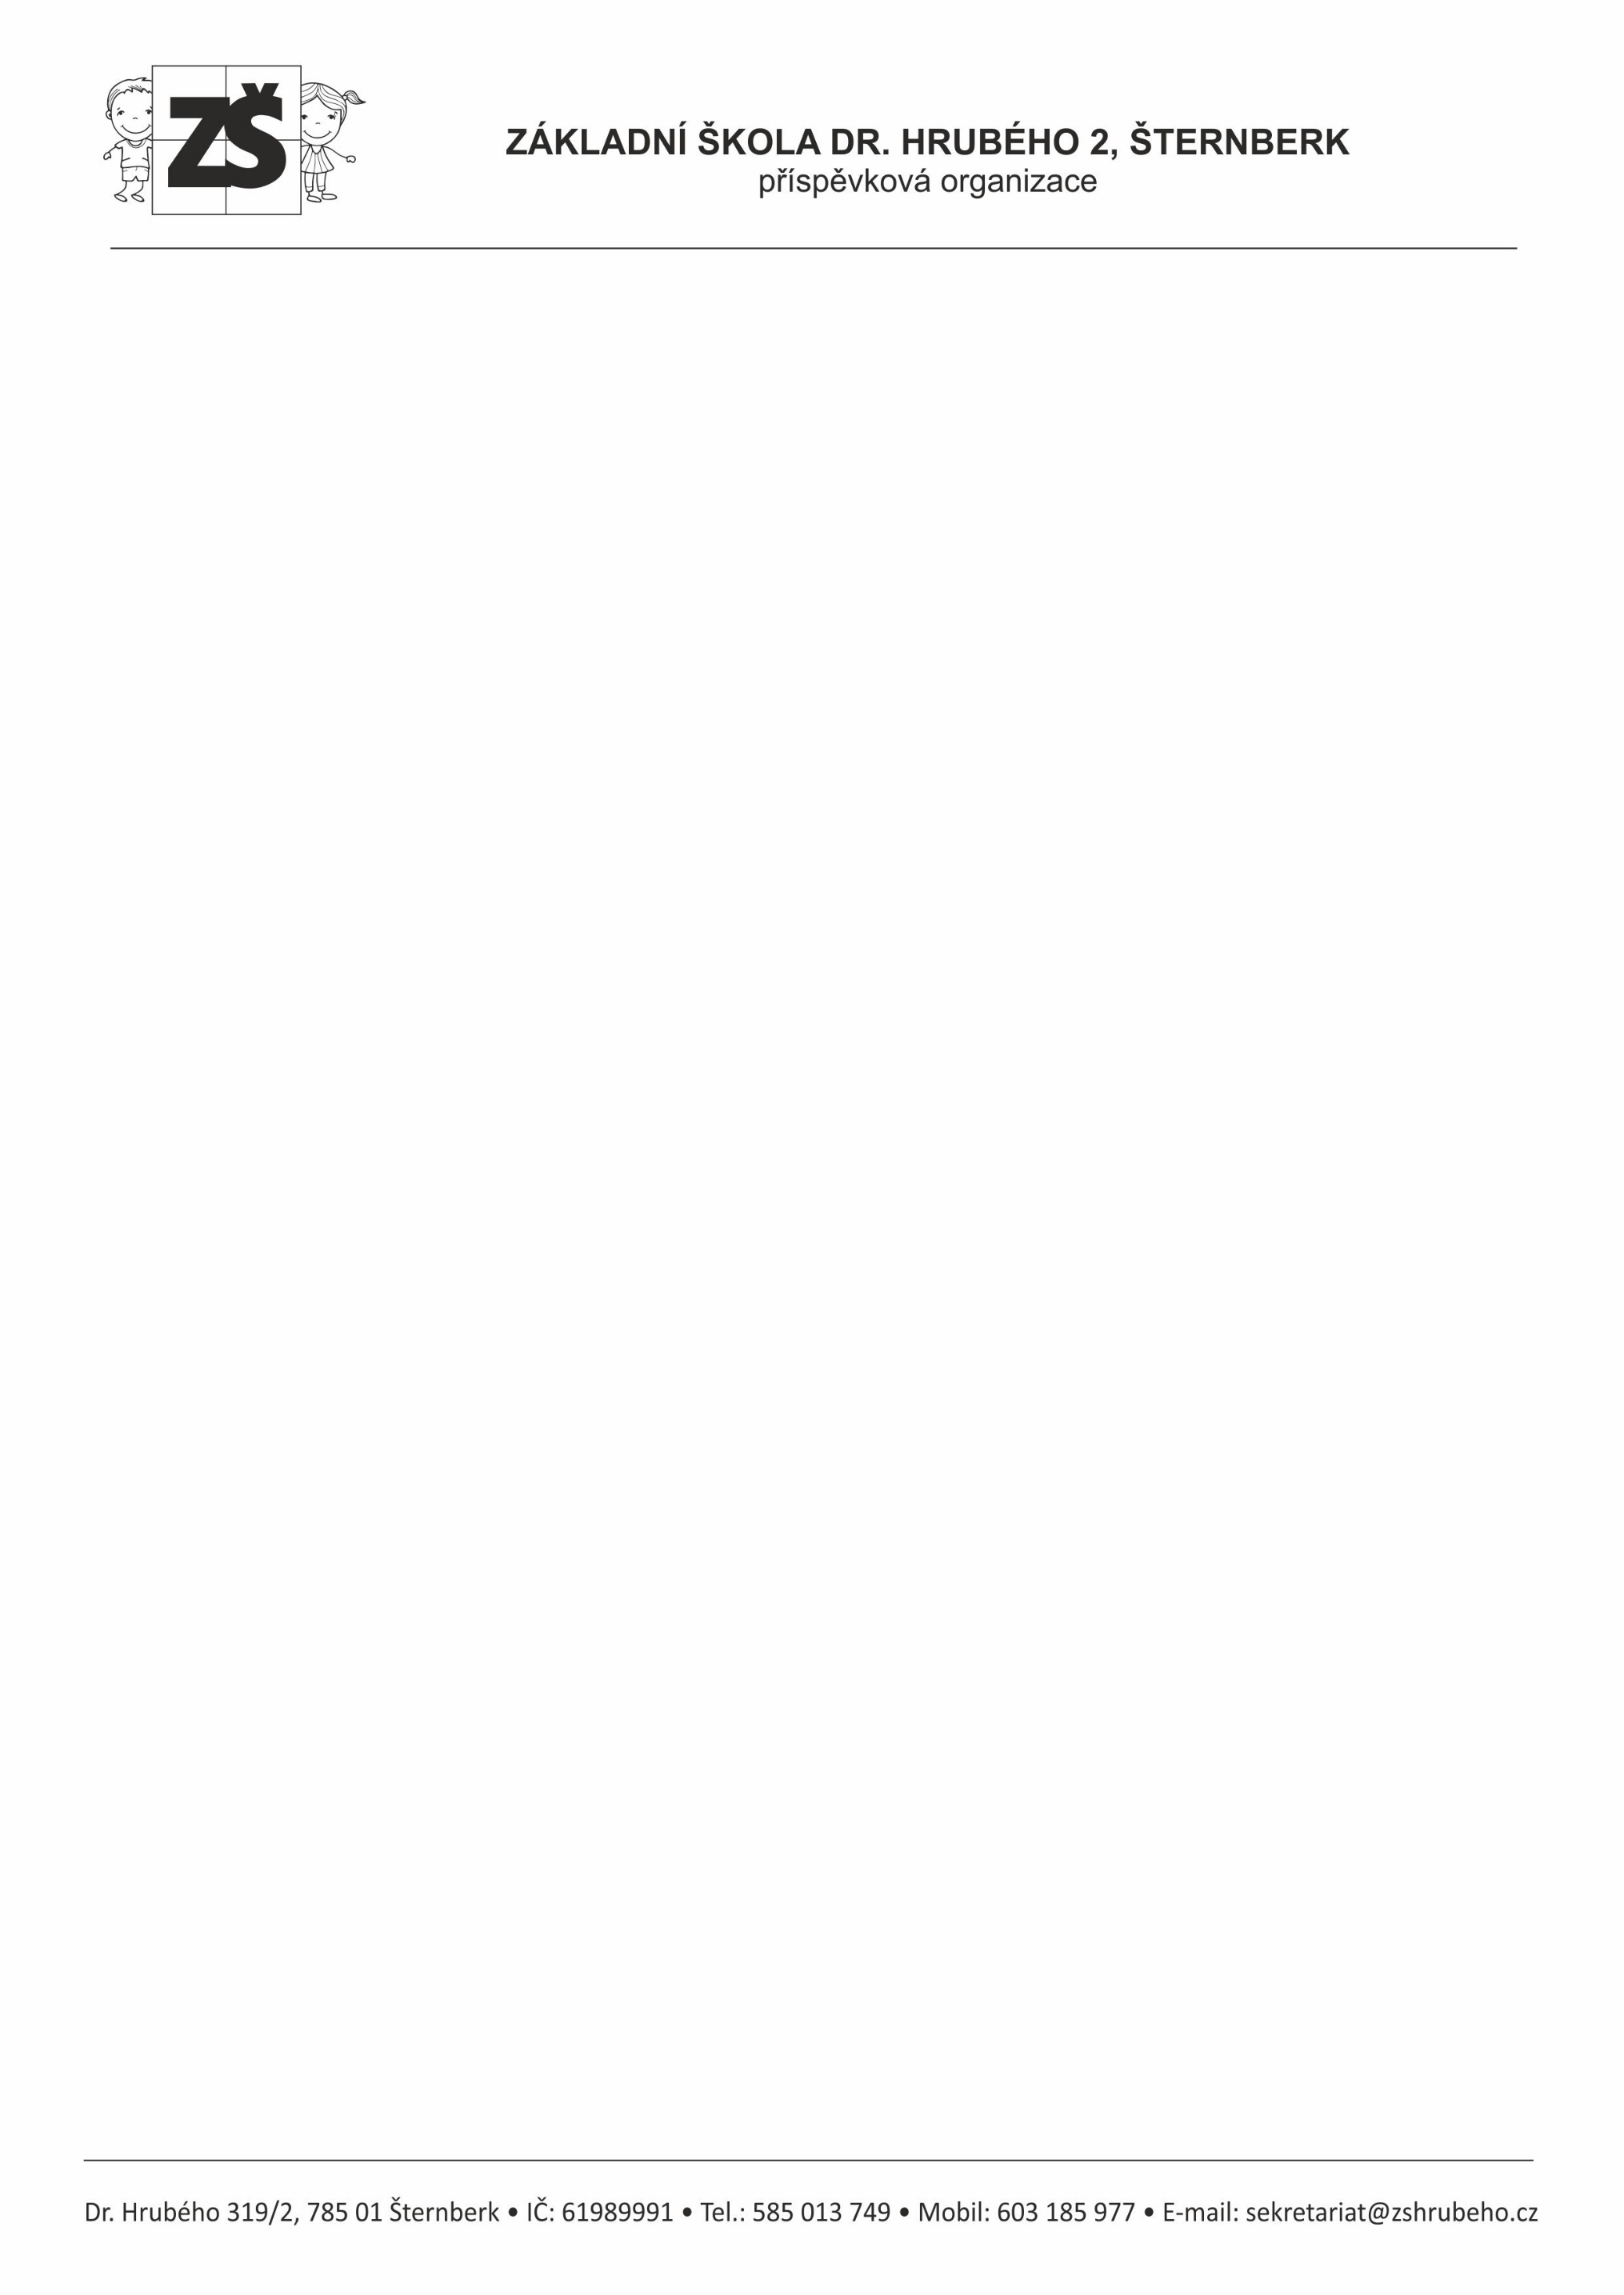 ZŠ
ZÁKLADNÍ ŠKOLA DR. HRUBÉHO 2, ŠTERNBERK
příspěvková organizace
Dr. Hrubého 319/2, 785 01 Šternberk • IČ: 61989991 • Tel.: 585 013 749 • Mobil: 603 185 977 • E-mail: sekretariat@zshrubeho.cz